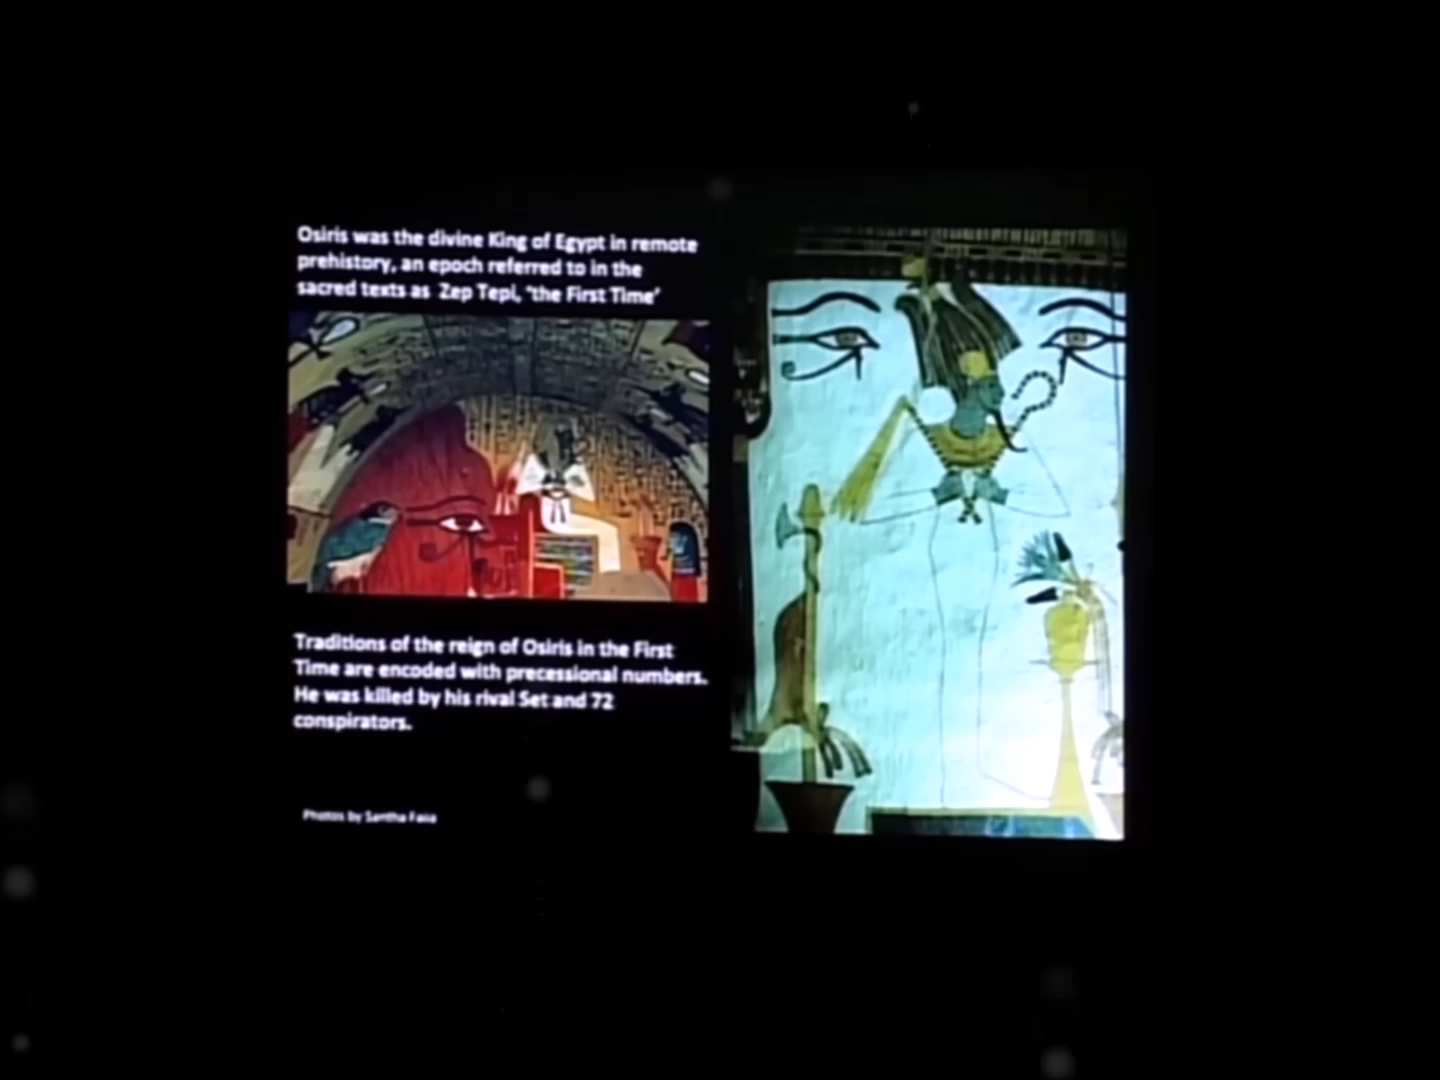 Osiris was the divine King of Egypt in remote
prehistory, an epoch referred to in the
sacred texts as Zep Tepi, 'the First Time'
Traditions of the reign of Osiris in the First
Time are encoded with precessional numbers.
He was killed by his rival Set and 72
conspirators.
Photos by Santha Faiia